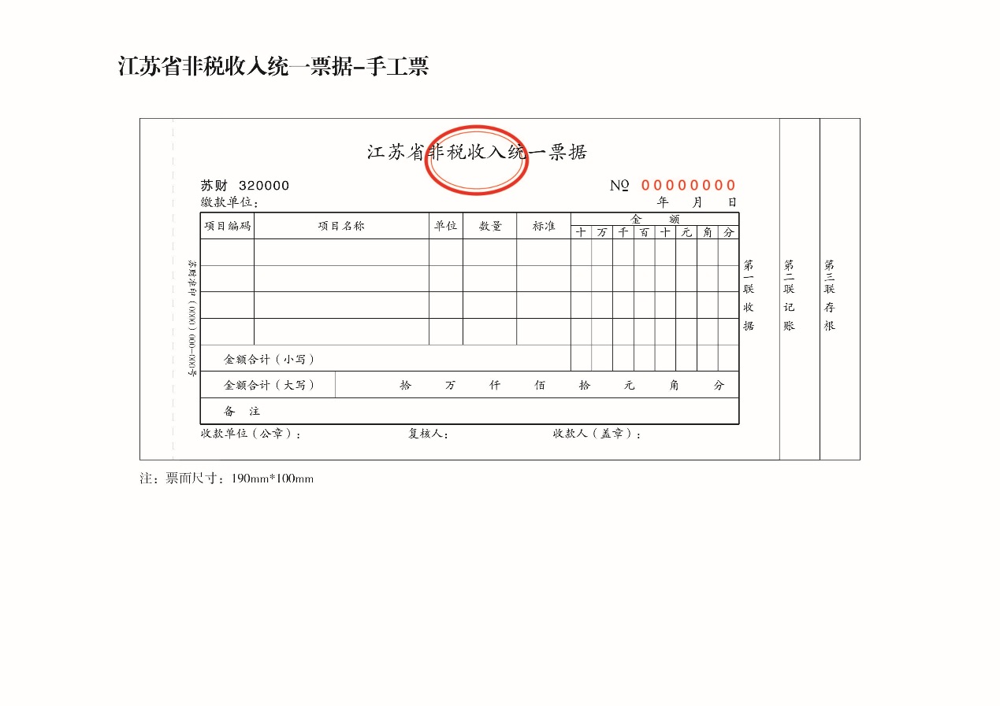 江苏省非税收入统一票据-手工票
江苏省非税收入统一票据
苏财 320000
№ 00000000
缴款单位：
年 月 日
项目编码 项目名称 单位 数量 标准 金 额
十 万 千 百 十 元 角 分
金额合计（小写）
金额合计（大写） 拾 万 仟 佰 拾 元 角 分
备 注
收款单位（公章）： 复核人： 收款人（盖章）：
苏财准印（0000）000-000号
第一联 收据
第二联 记账
第三联 存根
注：票面尺寸：190mm*100mm